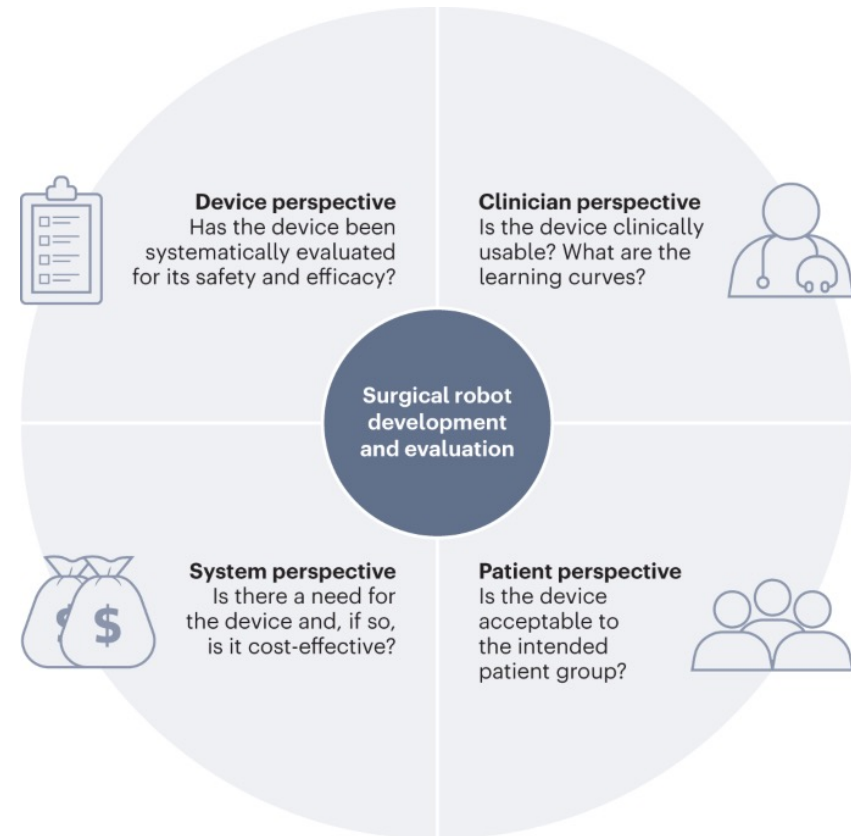 Device perspective
Has the device been
systematically evaluated
for its safety and efficacy?
Clinician perspective
Is the device clinically
usable? What are the
learning curves?
Surgical robot
development
and evaluation
System perspective
Is there a need for
the device and, if so,
is it cost-effective?
$ $
Patient perspective
Is the device
acceptable to
the intended
patient group?